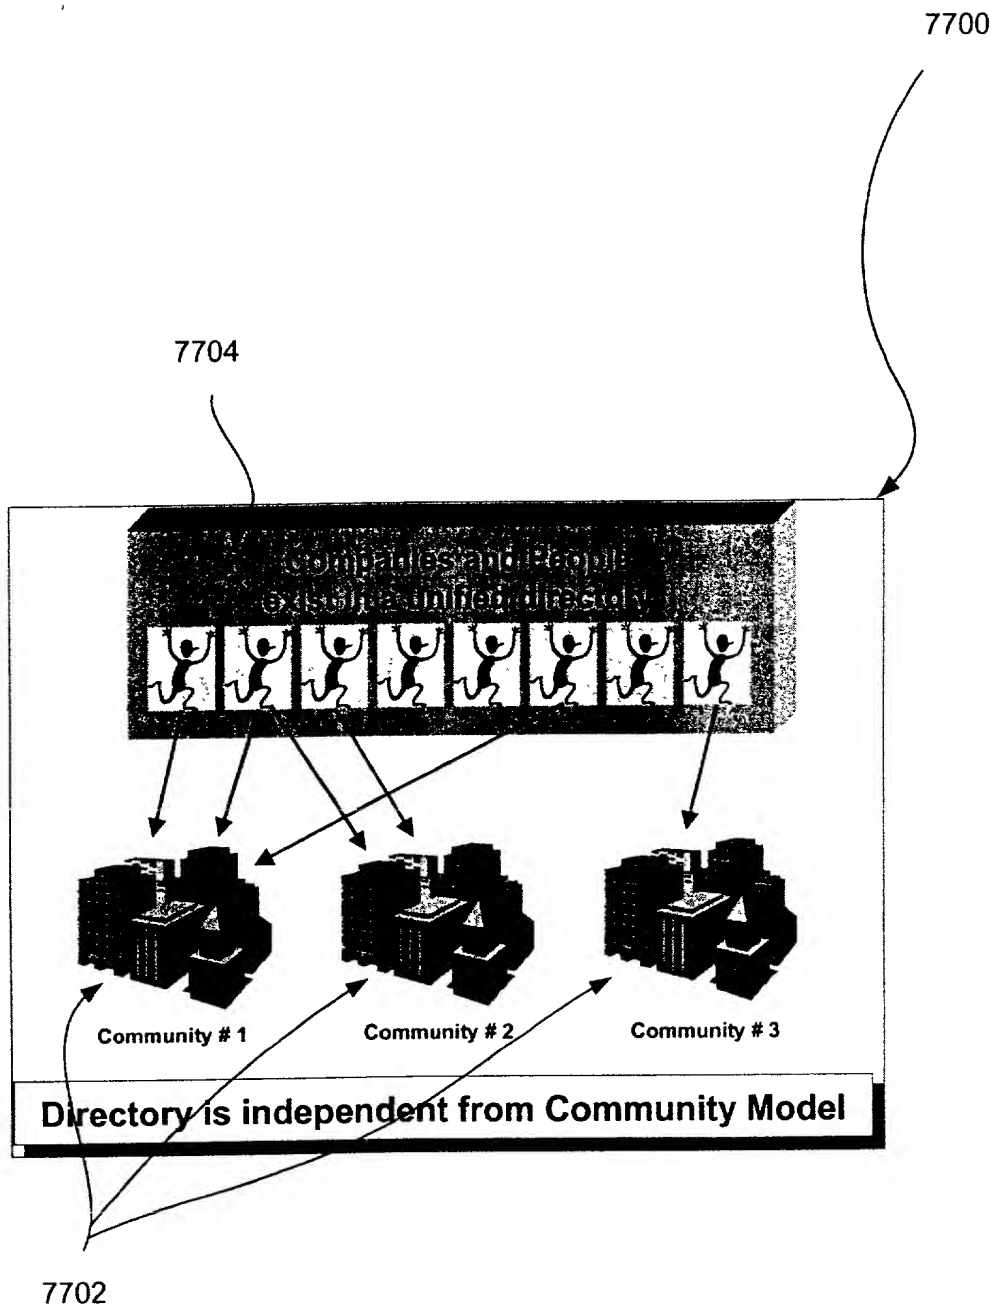 7700
7704
Companies and People
exist in a unified directory
Community # 1
Community # 2
Community # 3
Directory is independent from Community Model
7702